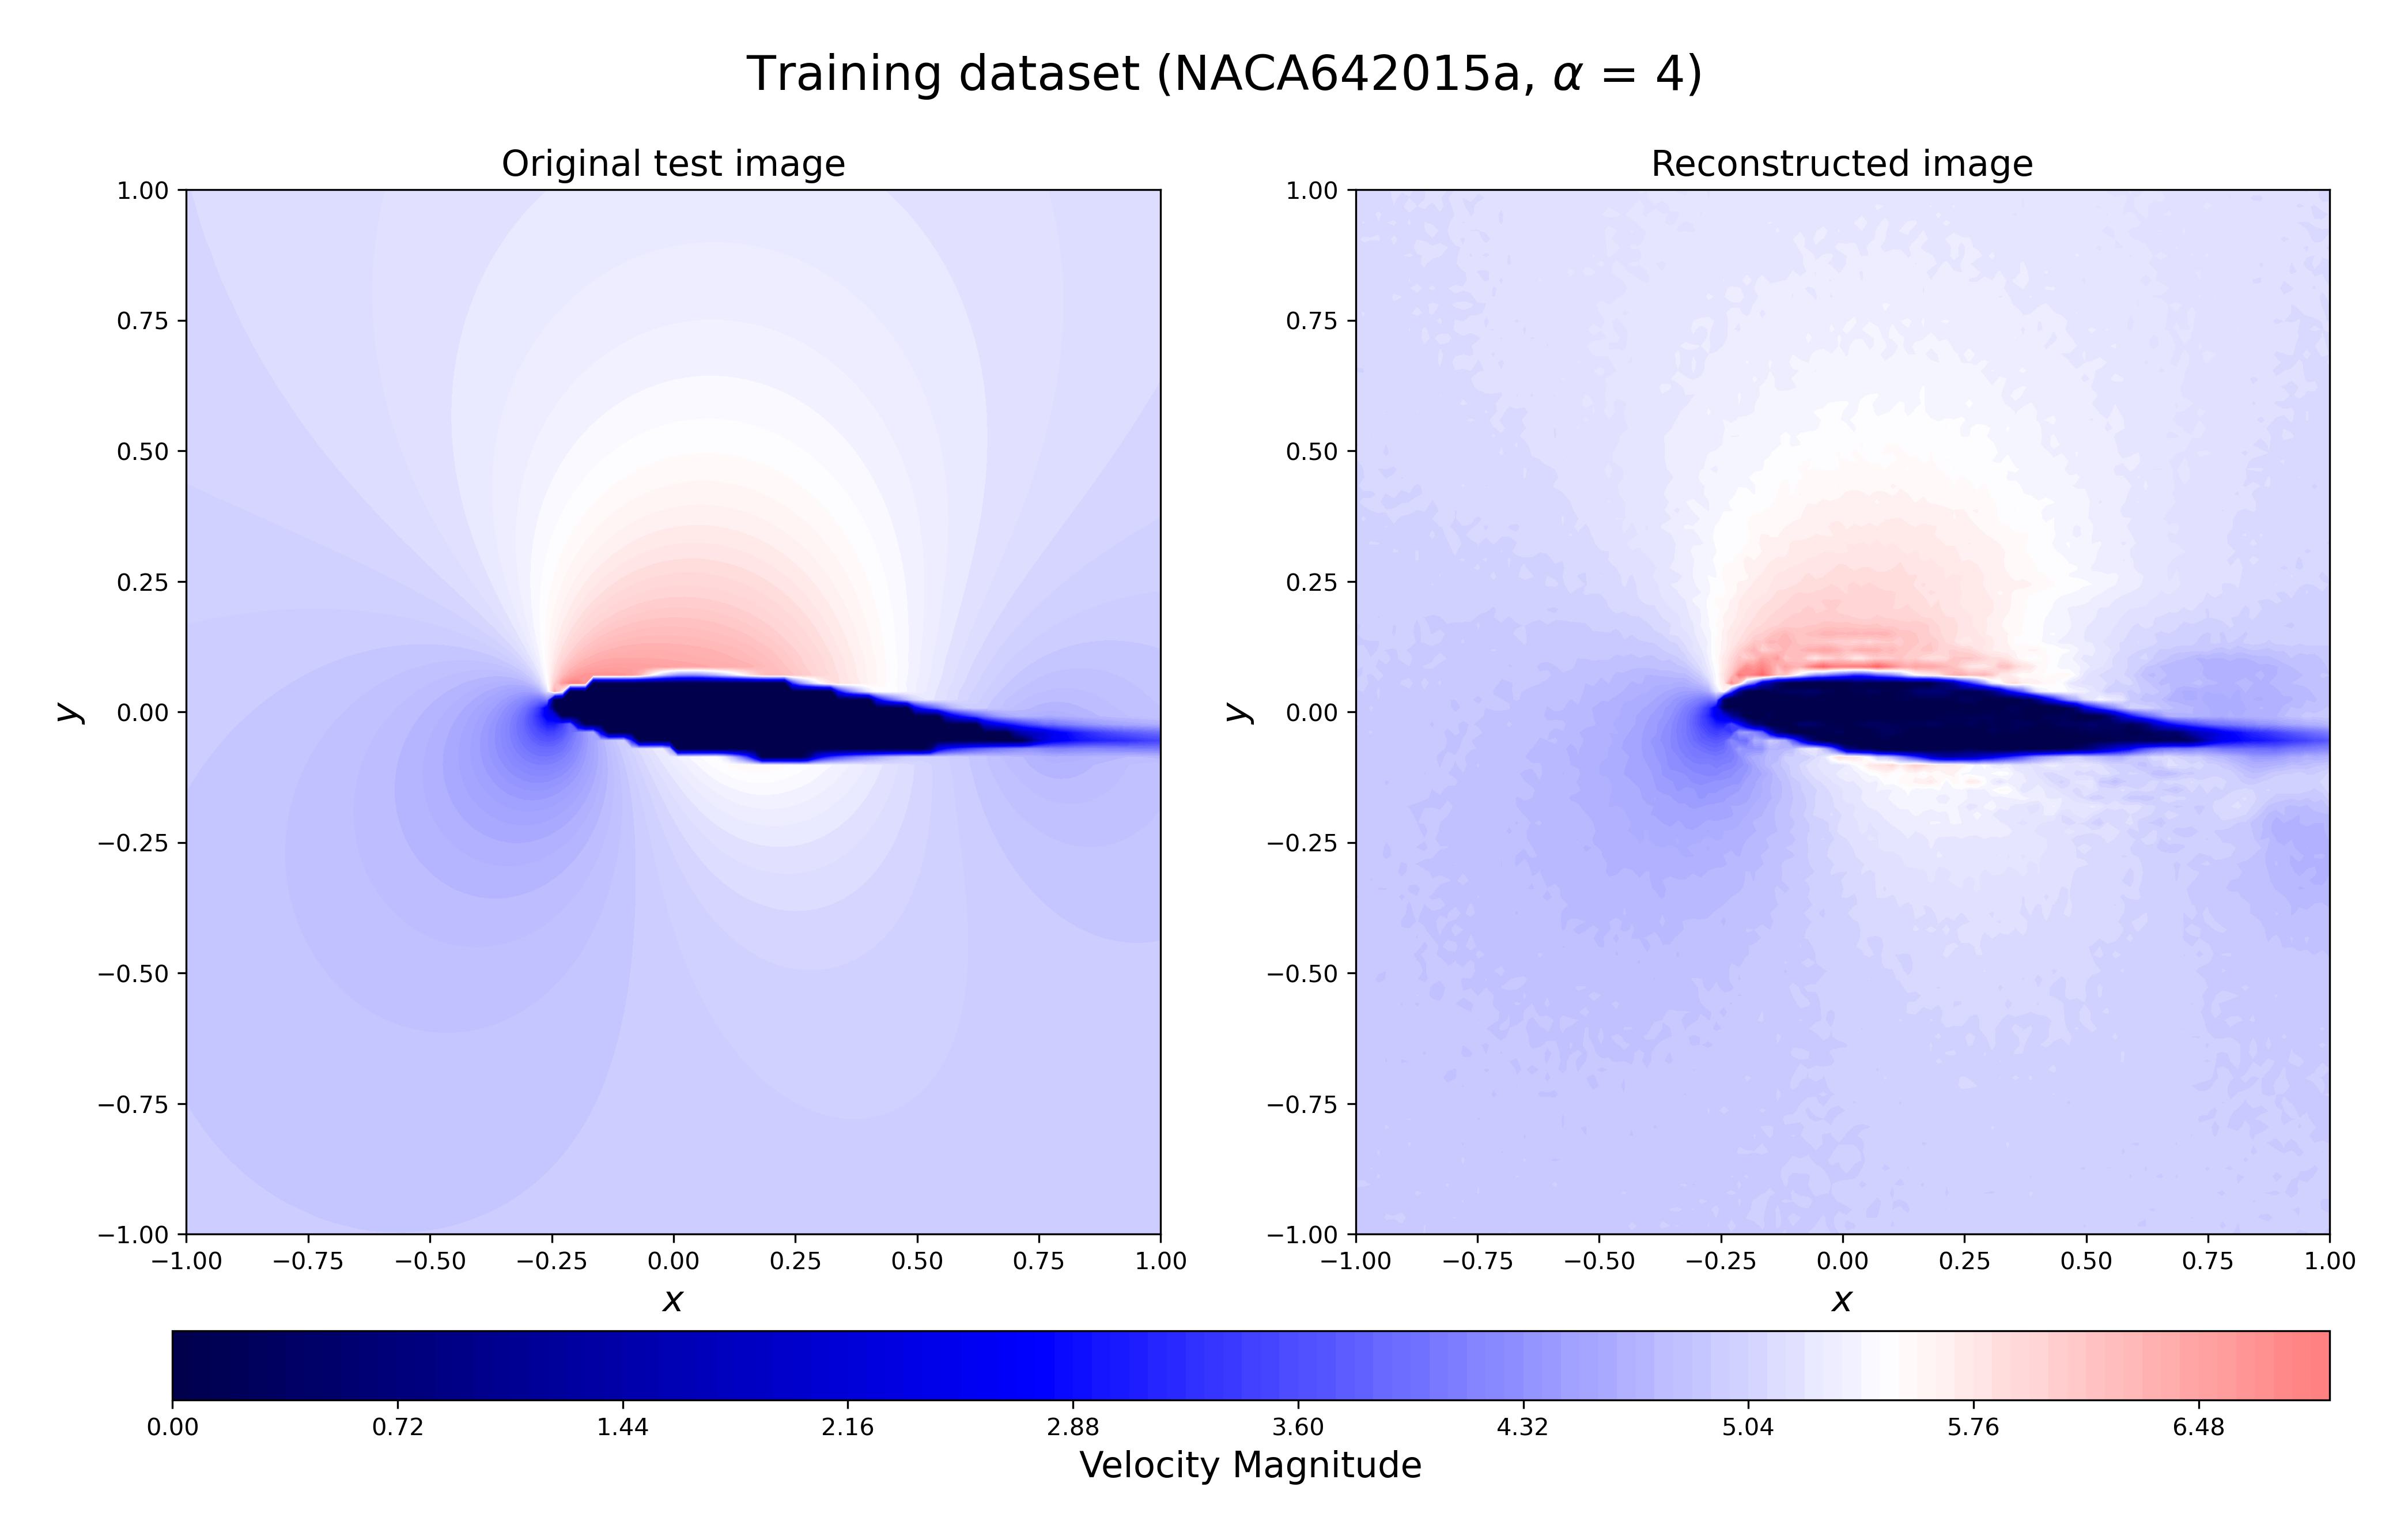 Training dataset (NACA642015a, α = 4)
Original test image
1.00
0.75
0.50
0.25
0.00
−0.25
−0.50
−0.75
−1.00
y
−1.00 −0.75 −0.50 −0.25 0.00 0.25 0.50 0.75 1.00
x
Reconstructed image
1.00
0.75
0.50
0.25
0.00
−0.25
−0.50
−0.75
−1.00
y
−1.00 −0.75 −0.50 −0.25 0.00 0.25 0.50 0.75 1.00
x
0.00 0.72 1.44 2.16 2.88 3.60 4.32 5.04 5.76 6.48
Velocity Magnitude